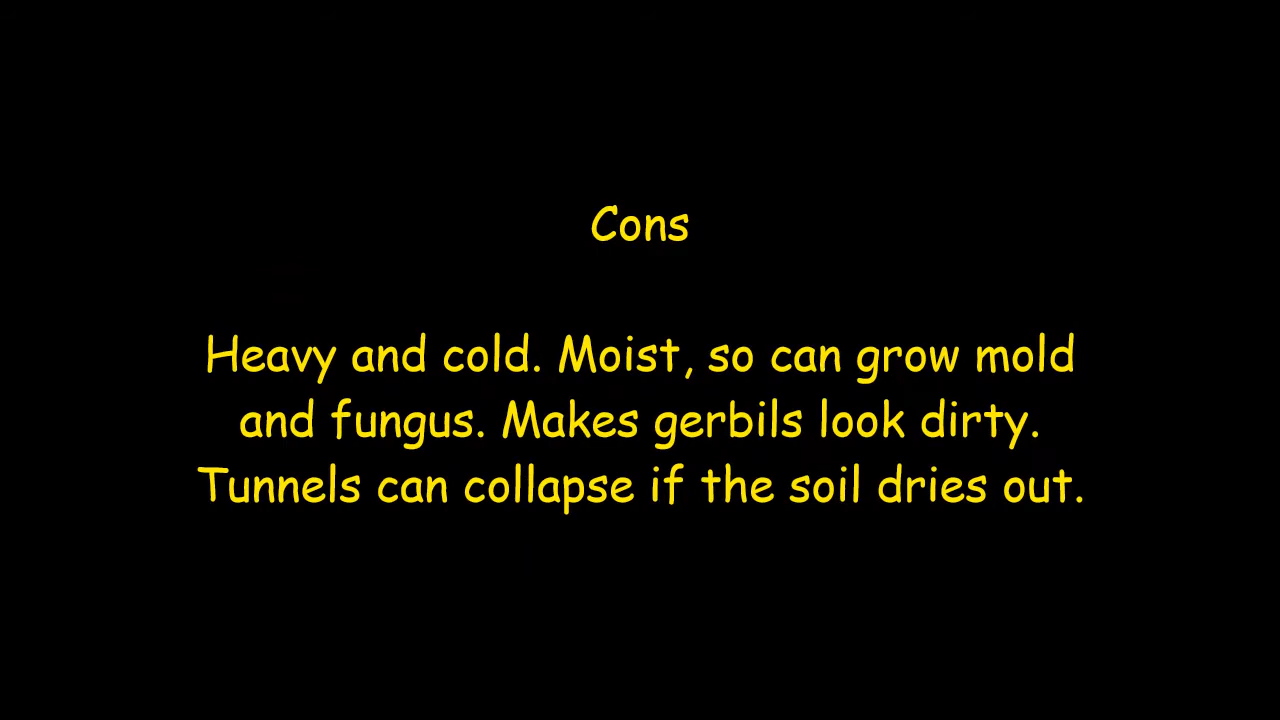 Cons
Heavy and cold. Moist, so can grow mold
and fungus. Makes gerbils look dirty.
Tunnels can collapse if the soil dries out.